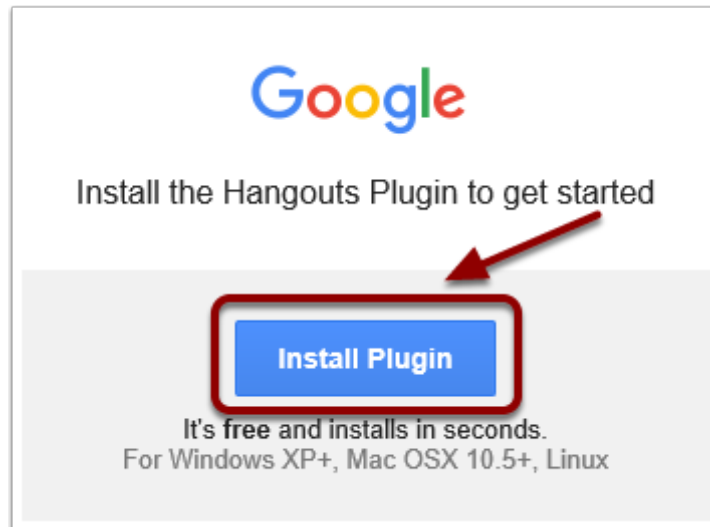 Google
Install the Hangouts Plugin to get started
Install Plugin
It's free and installs in seconds.
For Windows XP+, Mac OSX 10.5+, Linux